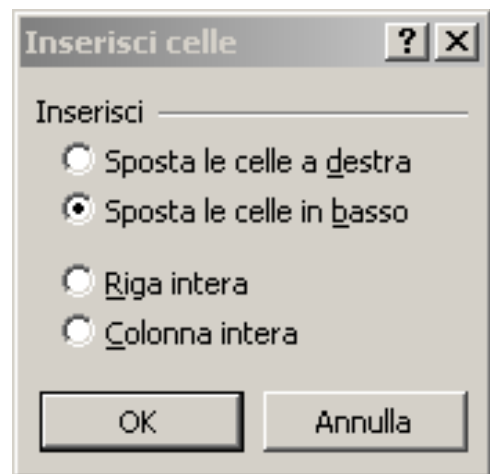 Inserisci celle
Inserisci
Sposta le celle a destra
Sposta le celle in basso
Riga intera
Colonna intera
OK Annulla